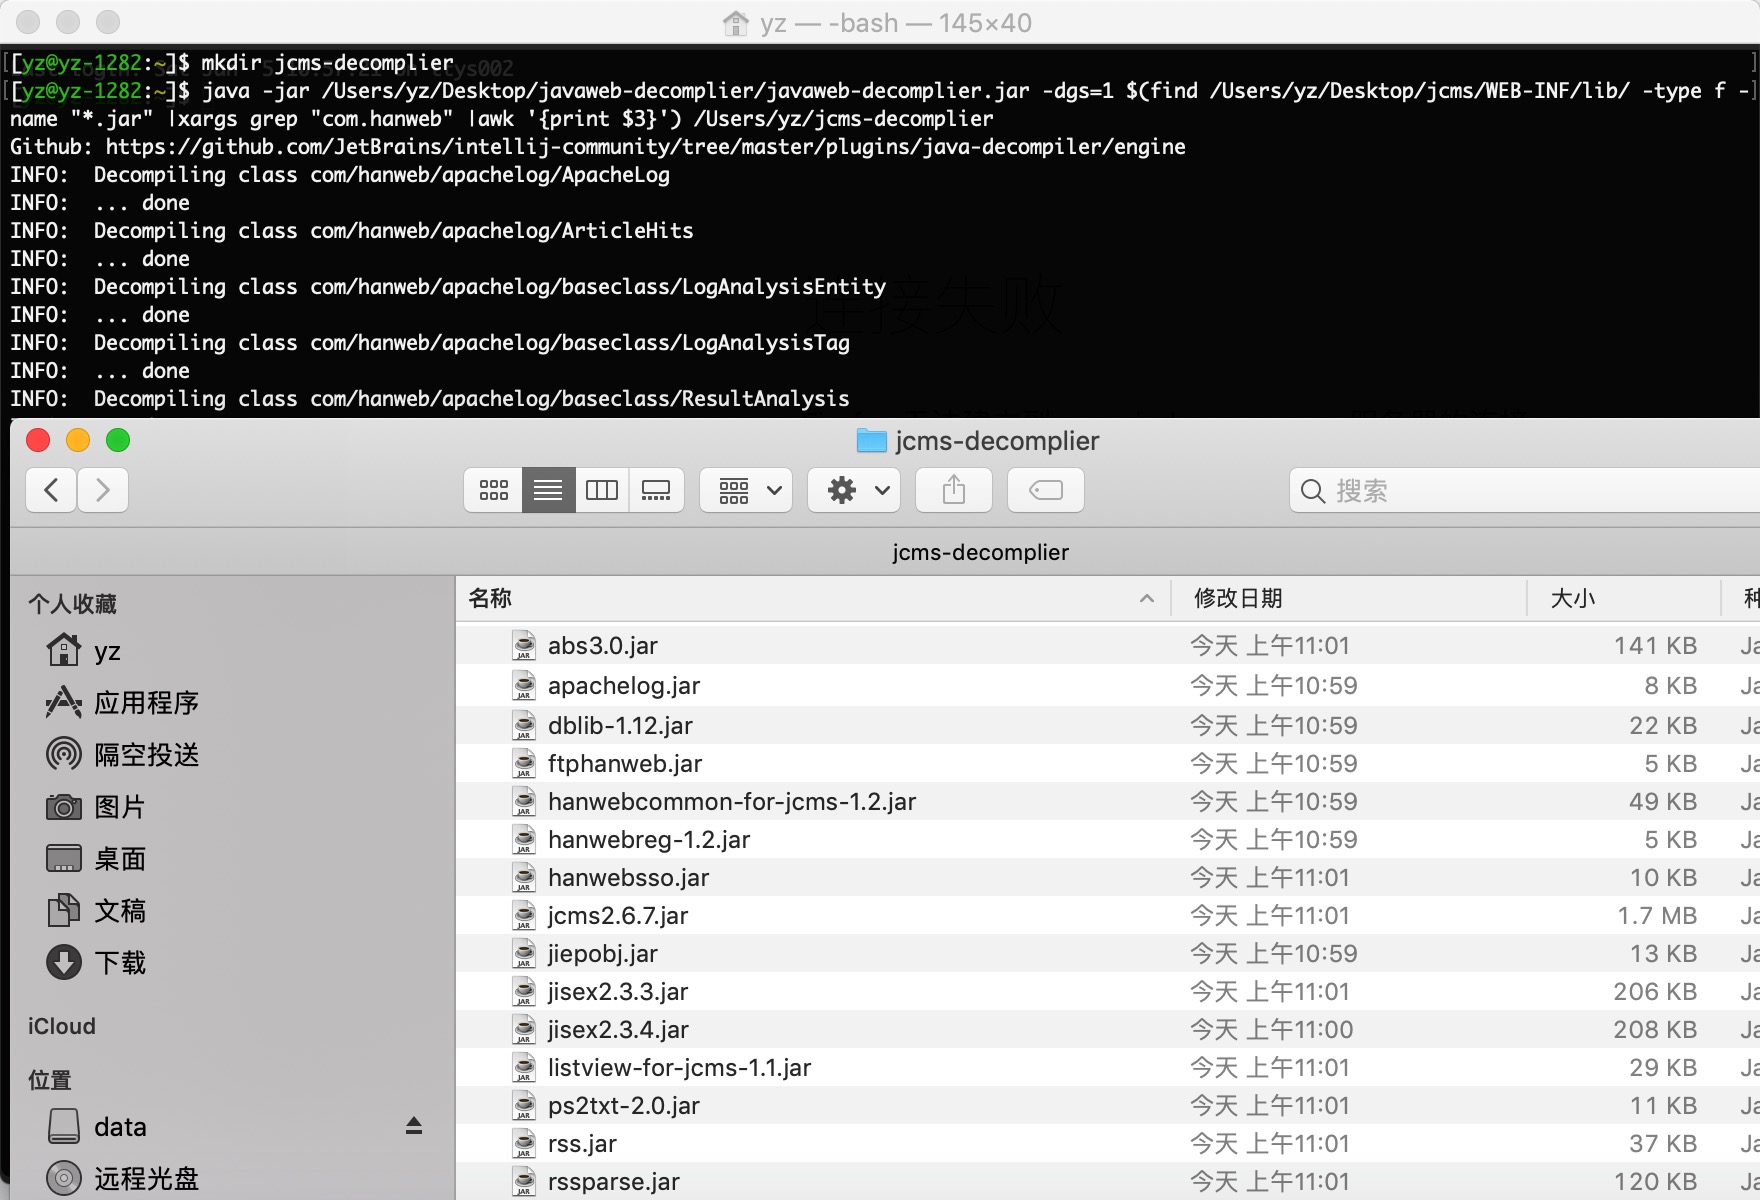 yz — -bash — 145×40
[[yz@yz-1282:~]$ mkdir jcms-decomplier ]
[[yz@yz-1282:~]$ java -jar /Users/yz/Desktop/javaweb-decomplier/javaweb-decomplier.jar -dgs=1 $(find /Users/yz/Desktop/jcms/WEB-INF/lib/ -type f -]
name "*.jar" |xargs grep "com.hanweb" |awk '{print $3}') /Users/yz/jcms-decomplier
Github: https://github.com/JetBrains/intellij-community/tree/master/plugins/java-decompiler/engine
INFO:  Decompiling class com/hanweb/apachelog/ApacheLog
INFO:  ... done
INFO:  Decompiling class com/hanweb/apachelog/ArticleHits
INFO:  ... done
INFO:  Decompiling class com/hanweb/apachelog/baseclass/LogAnalysisEntity
INFO:  ... done
INFO:  Decompiling class com/hanweb/apachelog/baseclass/LogAnalysisTag
INFO:  ... done
INFO:  Decompiling class com/hanweb/apachelog/baseclass/ResultAnalysis
连接失败
jcms-decomplier
搜索
jcms-decomplier
个人收藏
yz
应用程序
隔空投送
图片
桌面
文稿
下载
iCloud
位置
data
远程光盘
名称 修改日期 大小 种
abs3.0.jar 今天 上午11:01 141 KB Ja
apachelog.jar 今天 上午10:59 8 KB Ja
dblib-1.12.jar 今天 上午10:59 22 KB Ja
ftphanweb.jar 今天 上午10:59 5 KB Ja
hanwebcommon-for-jcms-1.2.jar 今天 上午10:59 49 KB Ja
hanwebreg-1.2.jar 今天 上午10:59 5 KB Ja
hanwebsso.jar 今天 上午11:01 10 KB Ja
jcms2.6.7.jar 今天 上午11:01 1.7 MB Ja
jiepobj.jar 今天 上午10:59 13 KB Ja
jisex2.3.3.jar 今天 上午11:01 206 KB Ja
jisex2.3.4.jar 今天 上午11:00 208 KB Ja
listview-for-jcms-1.1.jar 今天 上午11:01 29 KB Ja
ps2txt-2.0.jar 今天 上午11:01 11 KB Ja
rss.jar 今天 上午11:01 37 KB Ja
rssparse.jar 今天 上午11:01 120 KB Ja